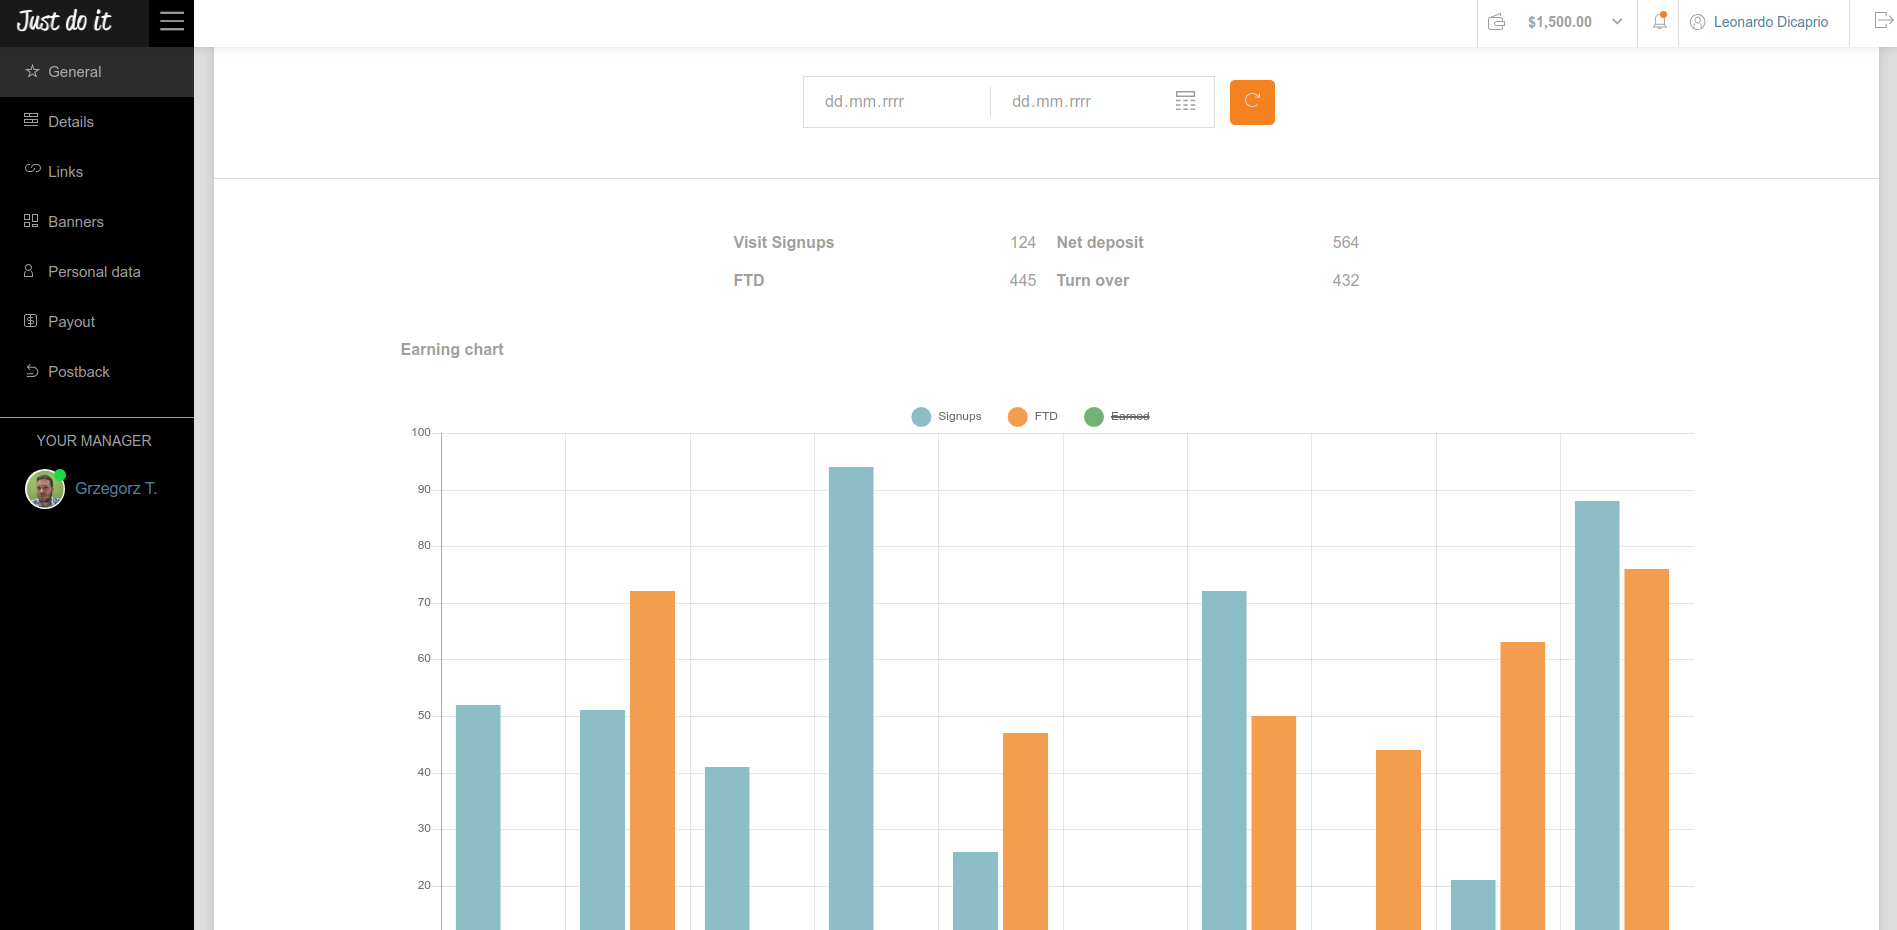 Just do it
$1,500.00
Leonardo Dicaprio
General
Details
Links
Banners
Personal data
Payout
Postback
YOUR MANAGER
Grzegorz T.
dd.mm.rrrr dd.mm.rrrr
Visit Signups 124 Net deposit 564
FTD 445 Turn over 432
Earning chart
Signups FTD Earned
100
90
80
70
60
50
40
30
20